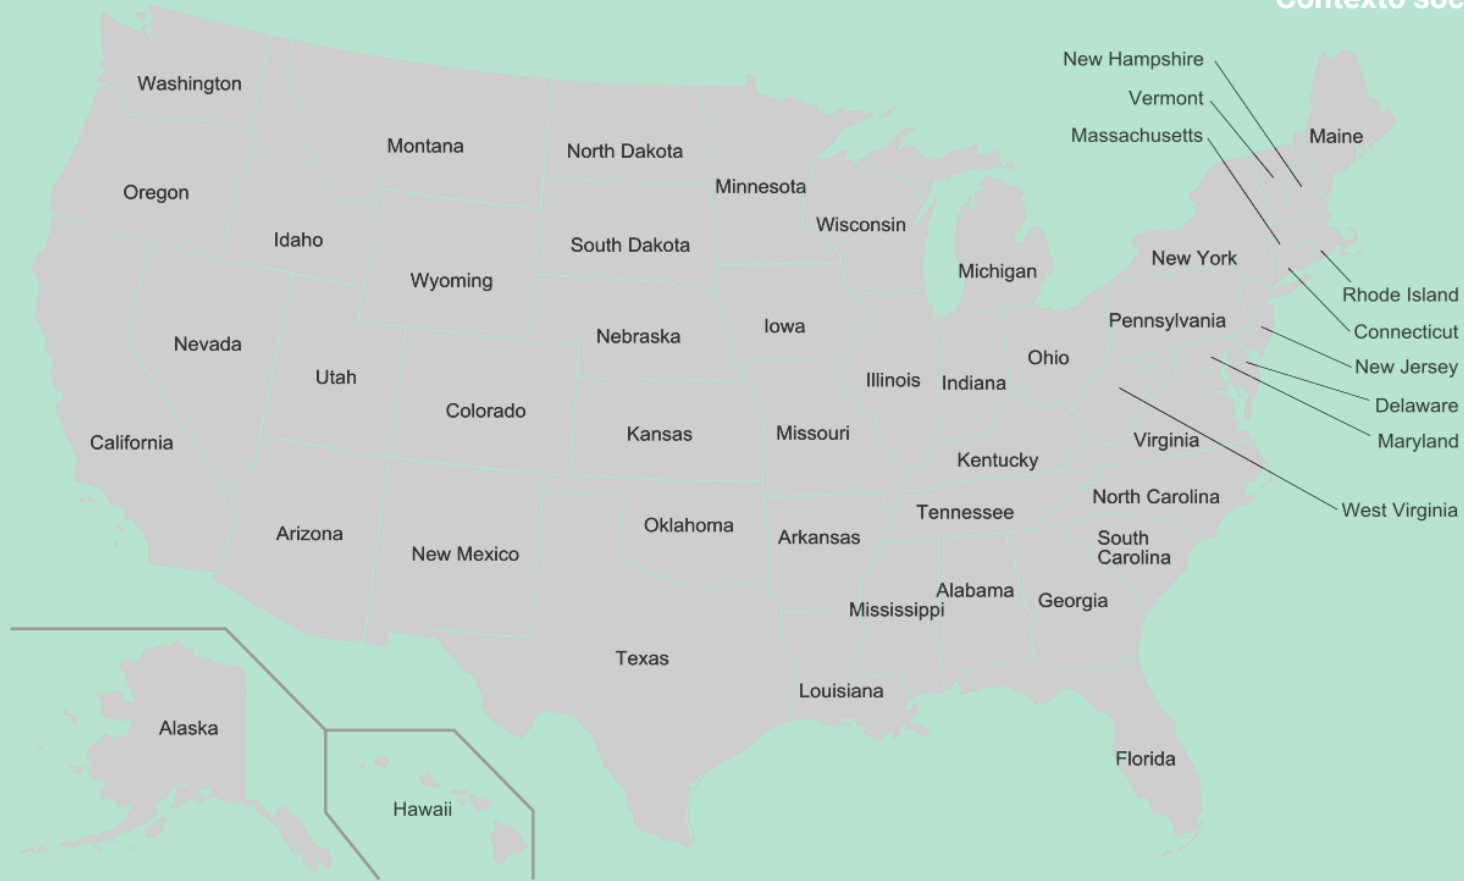 Contexto soc
New Hampshire
Vermont
Massachusetts
Washington
Maine
Montana
North Dakota
Minnesota
Oregon
Wisconsin
Idaho
South Dakota
New York
Michigan
Wyoming
Rhode Island
Pennsylvania
Iowa
Connecticut
Nebraska
Nevada
Ohio
New Jersey
Utah
Illinois
Indiana
Delaware
Colorado
Kansas
Missouri
Virginia
Maryland
California
Kentucky
North Carolina
West Virginia
Tennessee
Oklahoma
Arizona
Arkansas
South
Carolina
New Mexico
Alabama
Georgia
Mississippi
Texas
Louisiana
Alaska
Florida
Hawaii